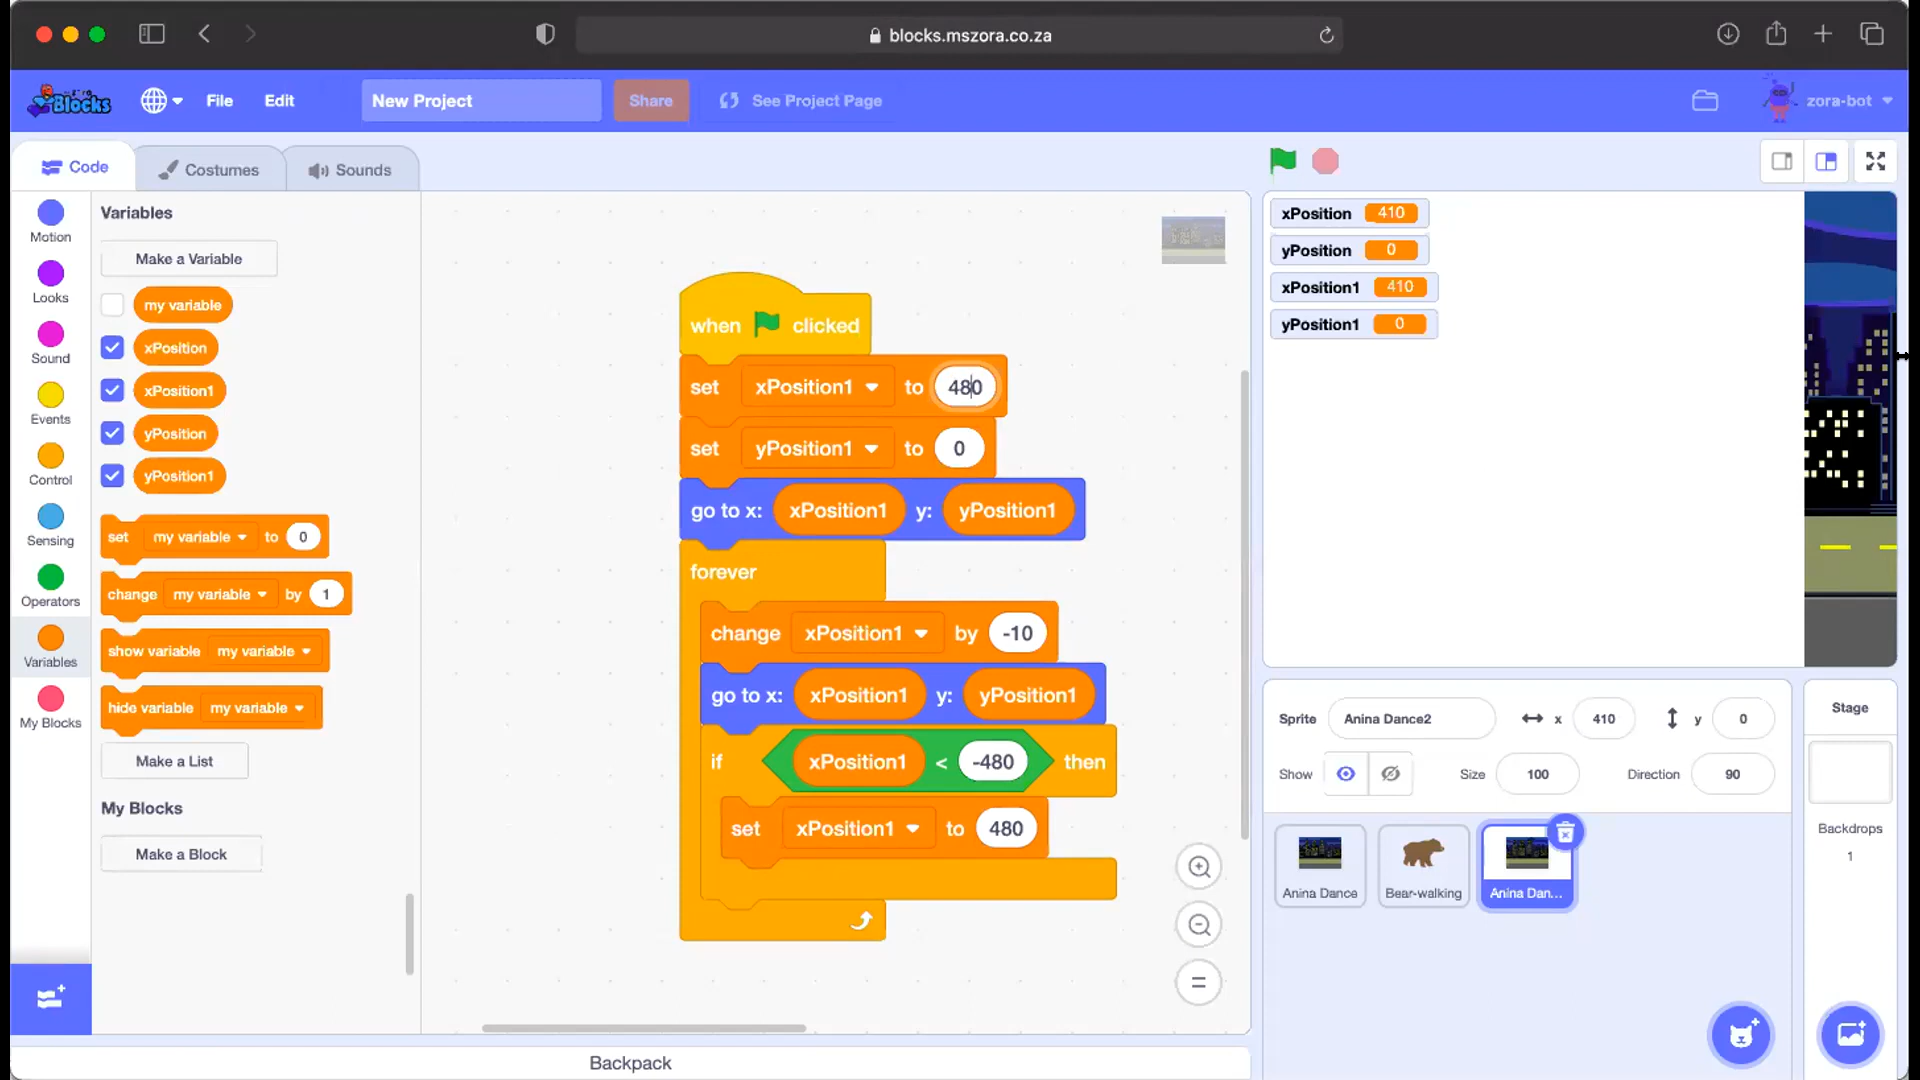 blocks.mszora.co.za
Blocks
File
Edit
New Project
Share
See Project Page
zora-bot
Code
Costumes
Sounds
Motion
Looks
Sound
Events
Control
Sensing
Operators
Variables
My Blocks
Variables
Make a Variable
my variable
xPosition
xPosition1
yPosition
yPosition1
set my variable to 0
change my variable by 1
show variable my variable
hide variable my variable
Make a List
My Blocks
Make a Block
when clicked
set xPosition1 to 480
set yPosition1 to 0
go to x: xPosition1 y: yPosition1
forever
change xPosition1 by -10
go to x: xPosition1 y: yPosition1
if xPosition1 < -480 then
set xPosition1 to 480
Backpack
xPosition 410
yPosition 0
xPosition1 410
yPosition1 0
Sprite Anina Dance2 x 410 y 0
Show Size 100 Direction 90
Anina Dance
Bear-walking
Anina Dan...
Stage
Backdrops
1